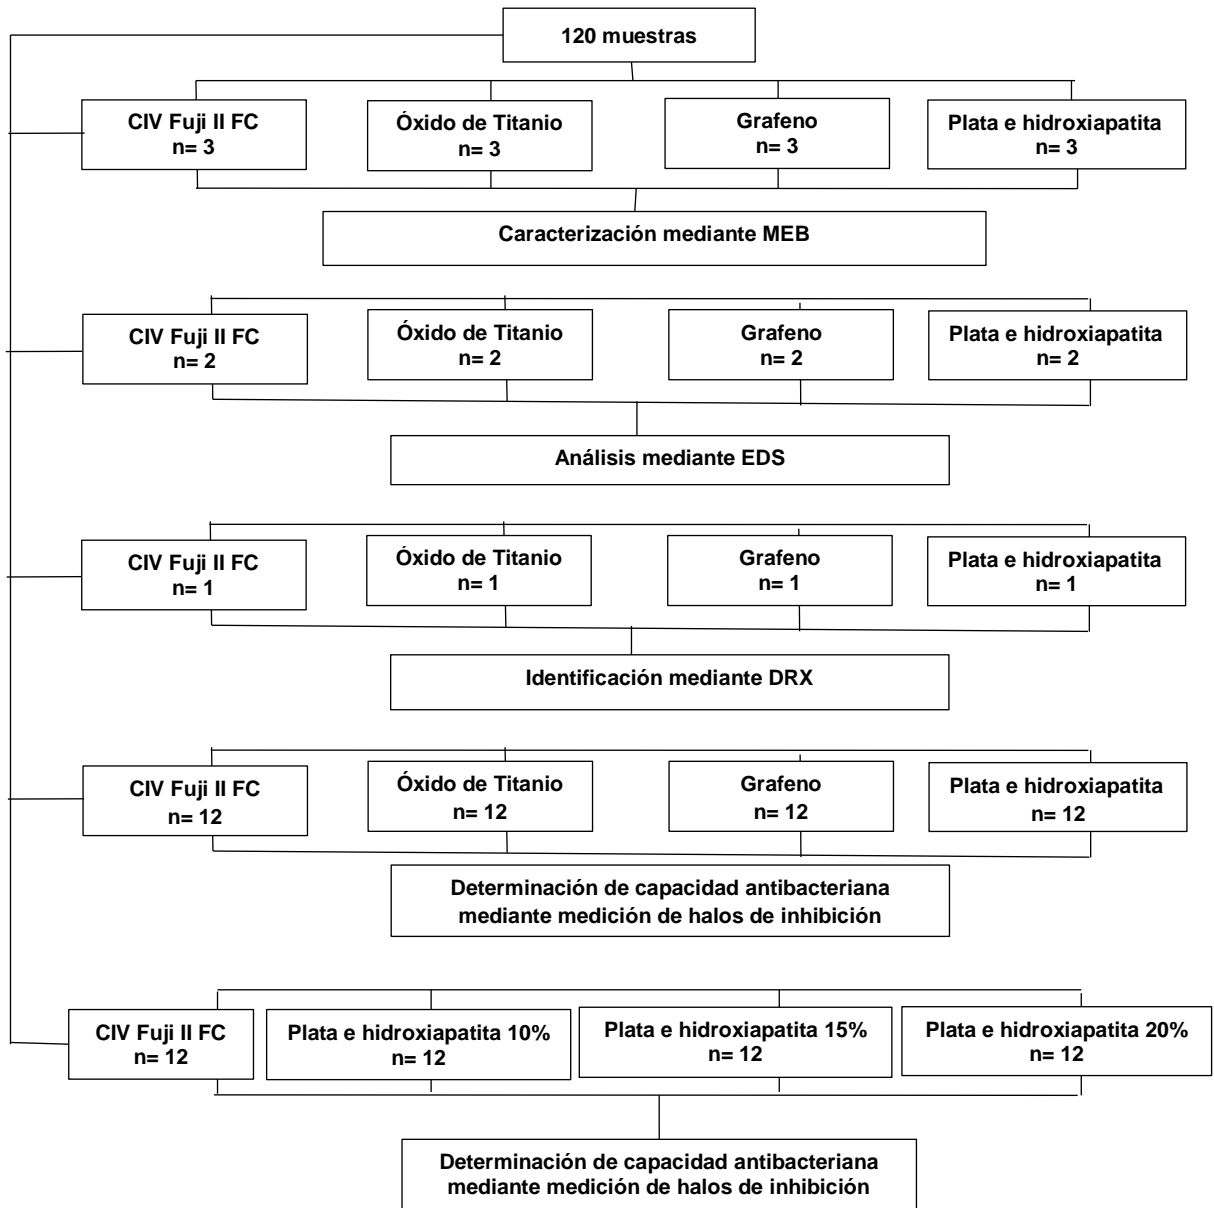 120 muestras
CIV Fuji II FC
n= 3
Óxido de Titanio
n= 3
Grafeno
n= 3
Plata e hidroxiapatita
n= 3
Caracterización mediante MEB
CIV Fuji II FC
n= 2
Óxido de Titanio
n= 2
Grafeno
n= 2
Plata e hidroxiapatita
n= 2
Análisis mediante EDS
CIV Fuji II FC
n= 1
Óxido de Titanio
n= 1
Grafeno
n= 1
Plata e hidroxiapatita
n= 1
Identificación mediante DRX
CIV Fuji II FC
n= 12
Óxido de Titanio
n= 12
Grafeno
n= 12
Plata e hidroxiapatita
n= 12
Determinación de capacidad antibacteriana
mediante medición de halos de inhibición
CIV Fuji II FC
n= 12
Plata e hidroxiapatita 10%
n= 12
Plata e hidroxiapatita 15%
n= 12
Plata e hidroxiapatita 20%
n= 12
Determinación de capacidad antibacteriana
mediante medición de halos de inhibición